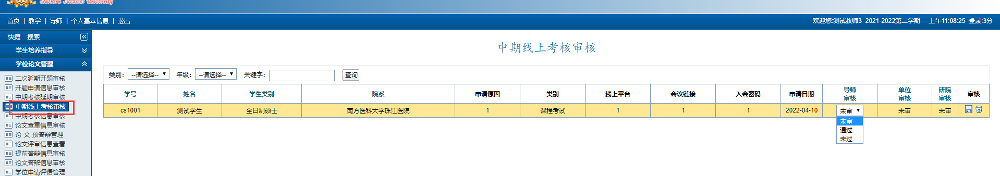 Southern Medical University
首页 | 教学 | 导师 | 个人基本信息 | 退出
欢迎您:测试教师3 2021-2022第二学期 上午11:08:25 登录:3分
快捷 搜索
学生培养指导
学位论文管理
二次延期开题审核
开题申请信息审核
中期考核延期审核
中期线上考核审核
中期考核信息审核
论文查重信息审核
论 文 预答辩管理
论文评审信息查看
提前答辩信息审核
论文答辨信息审核
学位申请评语管理
中期线上考核审核
类别: --请选择-- 年级: --请选择-- 关键字: 查询
学号 姓名 学生类别 院系 申请原因 类别 线上平台 会议链接 入会密码 申请日期 导师审核 单位审核 研院审核 审核
cs1001 测试学生 全日制硕士 南方医科大学珠江医院 1 课程考试 1 1 1 2022-04-10 未审 未审 未审
未审
通过
未过